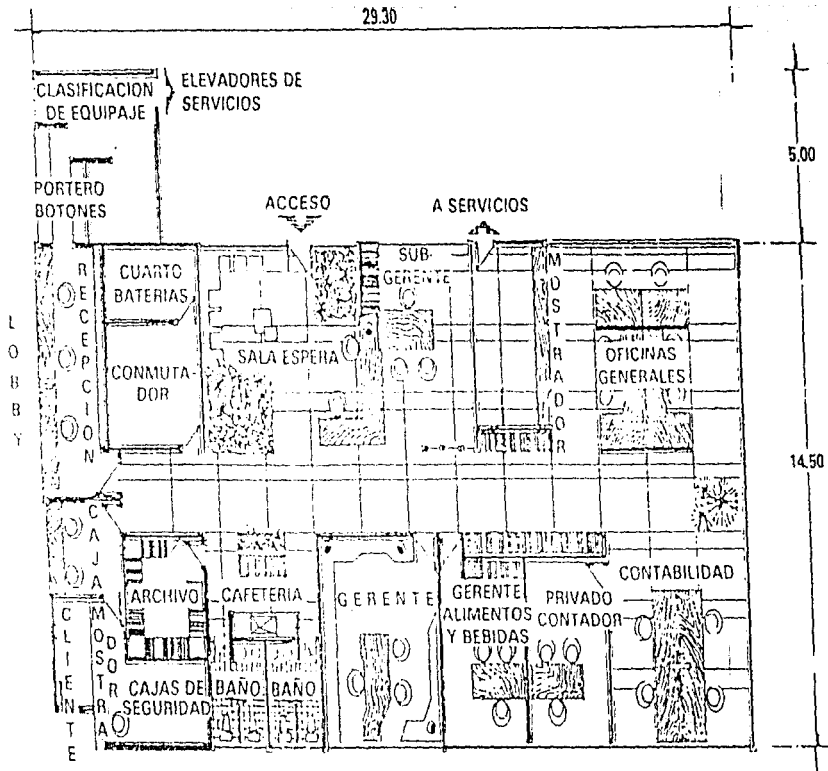 29.30
CLASIFICACION
DE EQUIPAJE
ELEVADORES DE
SERVICIOS
5.00
PORTERO
BOTONES
ACCESO
A SERVICIOS
LOBBY
RECEPCION
CUARTO
BATERIAS
CONMUTA-
DOR
SALA ESPERA
SUB-
GERENTE
MOSTRADOR
OFICINAS
GENERALES
14.50
CAJA
MOSTRA
DOR
CLIENTE
ARCHIVO
CAJAS DE
SEGURIDAD
CAFETERIA
BAÑO
BAÑO
GERENTE
GERENTE
ALIMENTOS
Y BEBIDAS
PRIVADO
CONTADOR
CONTABILIDAD